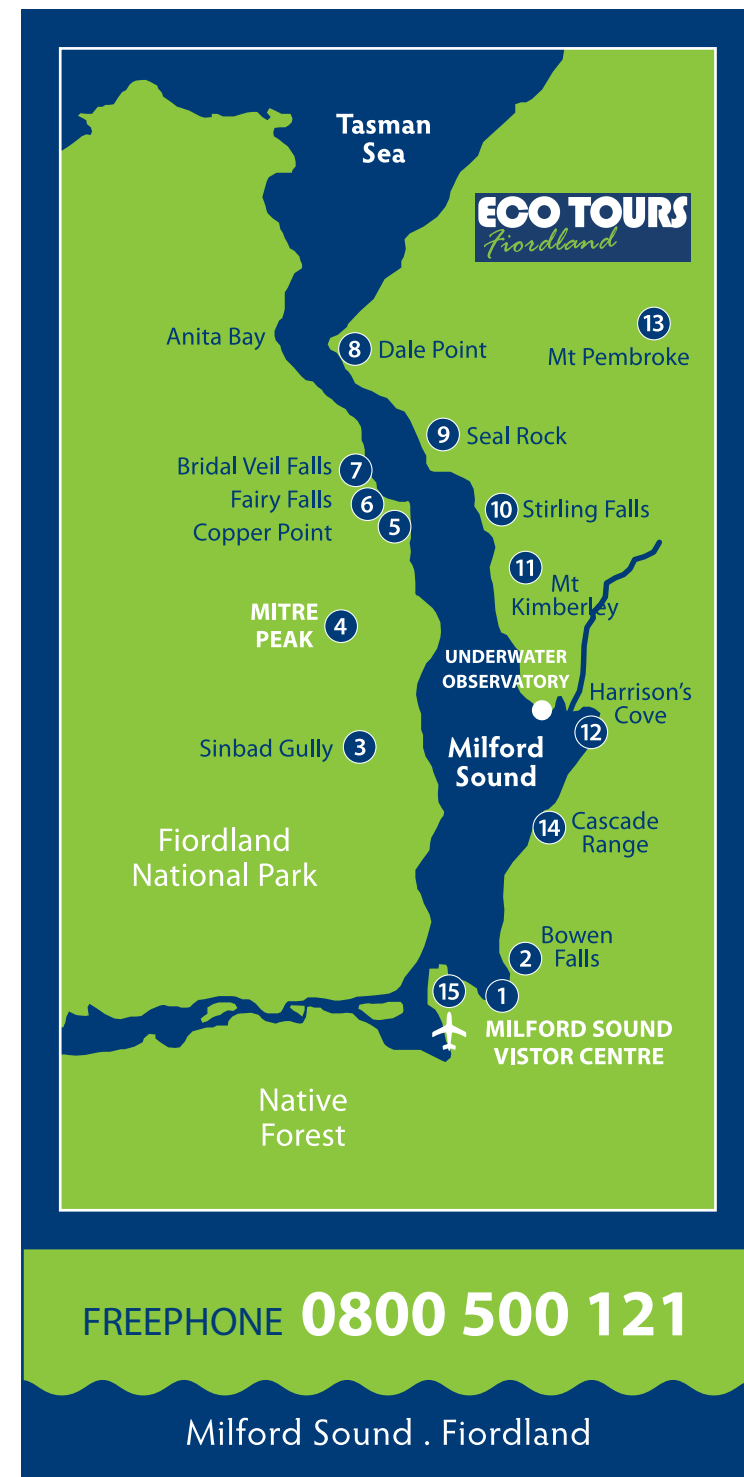 Tasman
Sea
ECO TOURS
Fiordland
13
Mt Pembroke
Anita Bay
8 Dale Point
9 Seal Rock
Bridal Veil Falls 7
Fairy Falls 6
Copper Point 5
10 Stirling Falls
11
Mt
Kimberley
MITRE
PEAK 4
UNDERWATER
OBSERVATORY
Harrison's
Cove
12
Sinbad Gully 3
Milford
Sound
14 Cascade
Range
Fiordland
National Park
Bowen
Falls
2
15
1
MILFORD SOUND
VISTOR CENTRE
Native
Forest
FREEPHONE 0800 500 121
Milford Sound . Fiordland